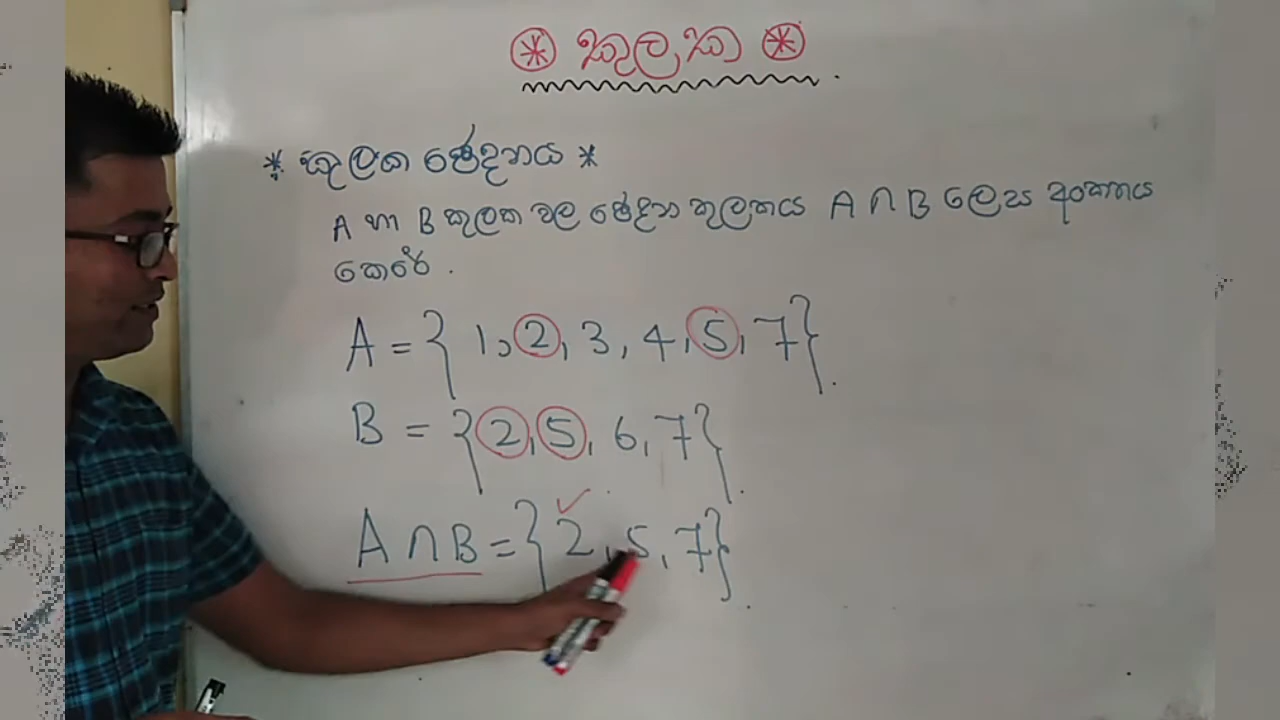 * කුලක *
* කුලක ඡේදනය *
A හා B කුලක වල ඡේදන කුලකය A ∩ B ලෙස අංකනය
කෙරේ .
A = { 1, 2, 3, 4, 5, 7 } .
B = { 2, 5, 6, 7 } .
A ∩ B = { 2, 5, 7 } .